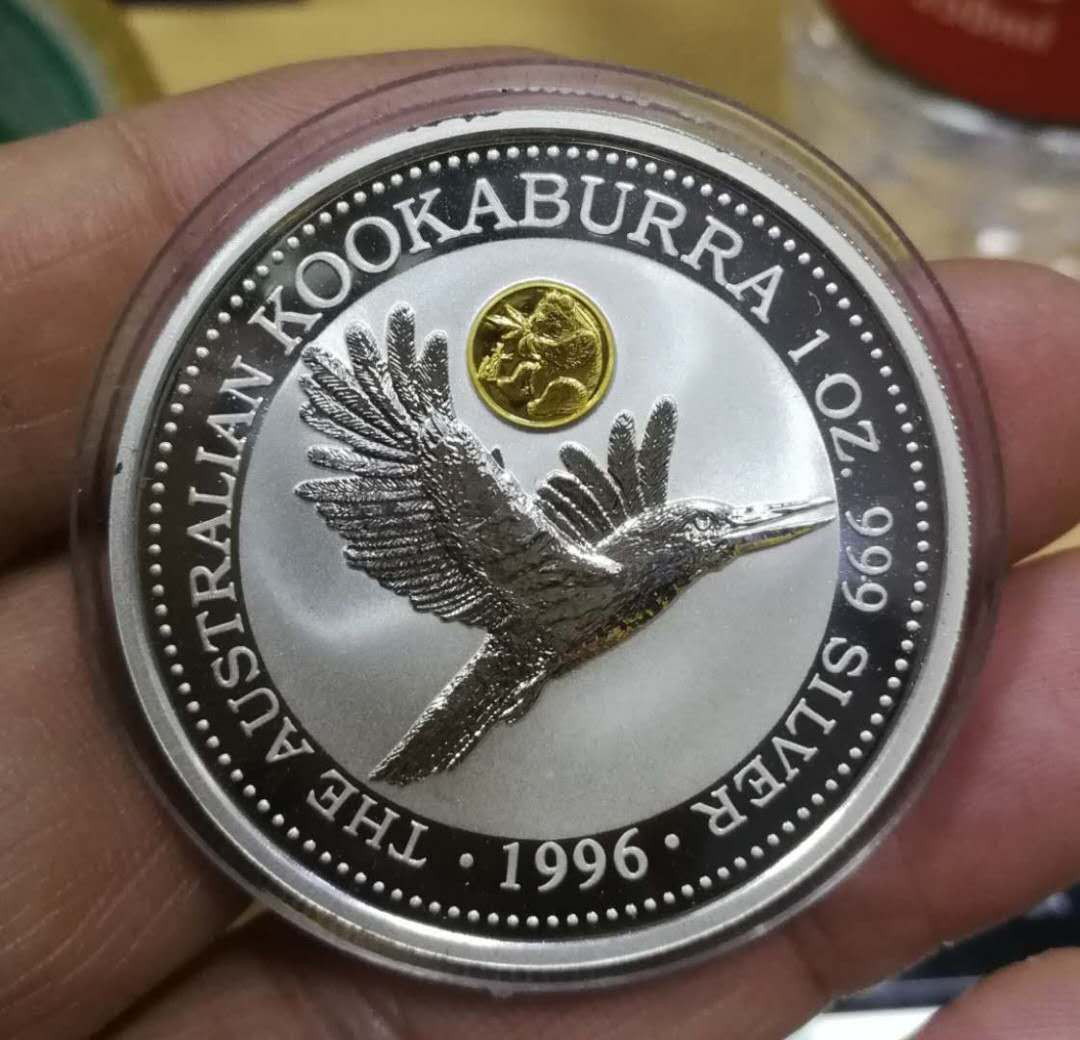 THE AUSTRALIAN KOOKABURRA 1 OZ. 999 SILVER
· 1996 ·